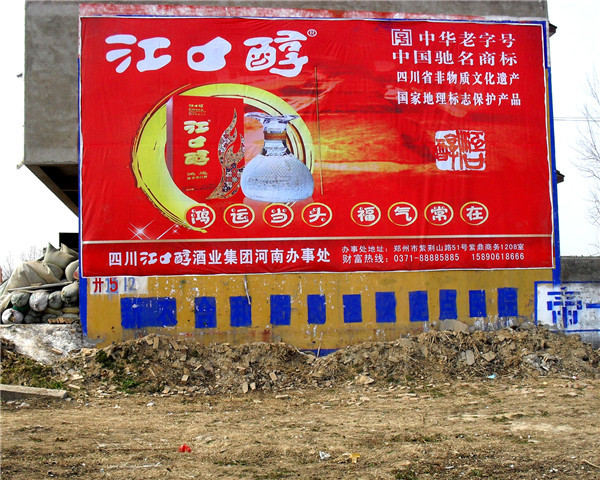 江口醇®
中华老字号
中国驰名商标
四川省非物质文化遗产
国家地理标志保护产品
江口醇
鸿运当头 福气常在
四川江口醇酒业集团河南办事处
办事处地址：郑州市紫荆山路51号紫鼎商务1208室
财富热线：0371-88885885 15890618666